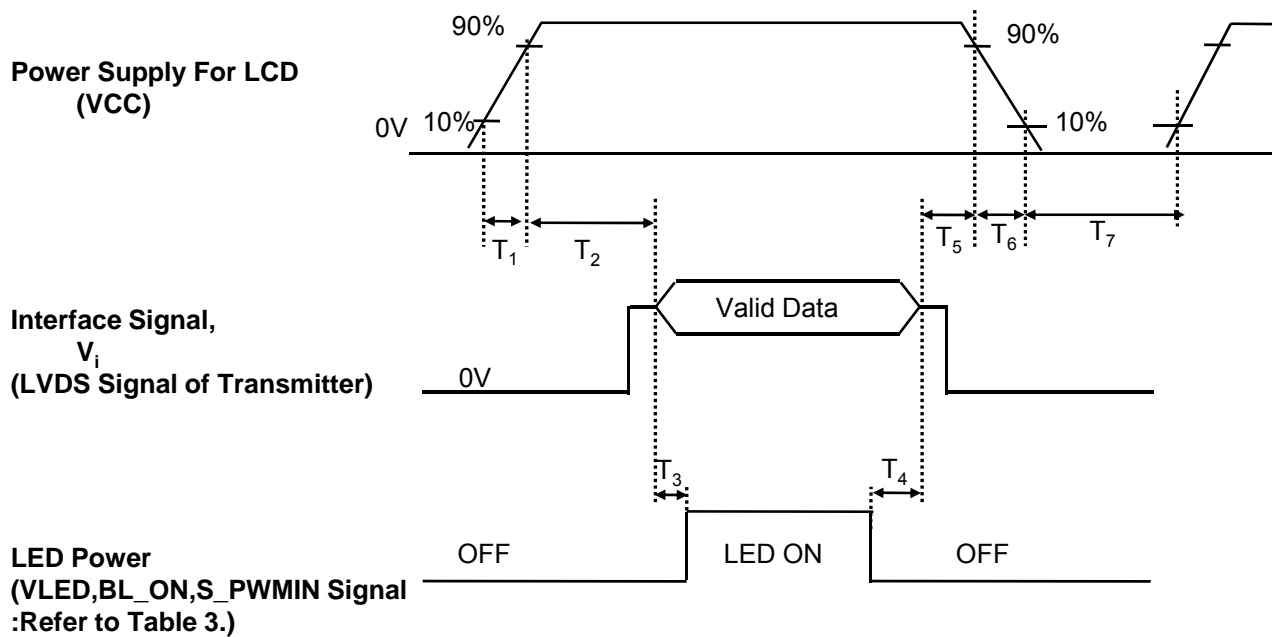 90%
90%
Power Supply For LCD
(VCC)
0V
10%
10%
T1
T2
T5
T6
T7
Valid Data
Interface Signal,
Vi
(LVDS Signal of Transmitter)
0V
T3
T4
LED Power
OFF
LED ON
OFF
(VLED,BL_ON,S_PWMIN Signal
:Refer to Table 3.)